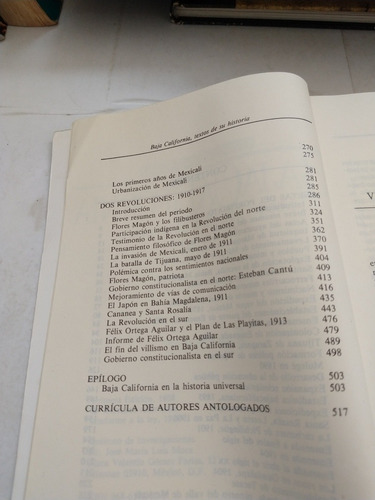 Baja California, textos de su historia
Los primeros años de Mexicali 270
Urbanización de Mexicali 275
DOS REVOLUCIONES: 1910-1917 281
Introducción 281
Breve resumen del periodo 285
Flores Magón y los filibusteros 286
Participación indígena en la Revolución del norte 311
Testimonio de la Revolución en el norte 324
Pensamiento filosófico de Flores Magón 351
La invasión de Mexicali, enero de 1911 362
La batalla de Tijuana, mayo de 1911 370
Polémica contra los sentimientos nacionales 391
Flores Magón, patriota 404
Gobierno constitucionalista en el norte: Esteban Cantú 409
Mejoramiento de vías de comunicación 413
El Japón en Bahía Magdalena, 1911 416
Cananea y Santa Rosalía 435
La Revolución en el sur 443
Félix Ortega Aguilar y el Plan de Las Playitas, 1913 476
Informe de Félix Ortega Aguilar 479
El fin del villismo en Baja California 489
Gobierno constitucionalista en el sur 498
EPÍLOGO 503
Baja California en la historia universal 503
CURRÍCULA DE AUTORES ANTOLOGADOS 517
V